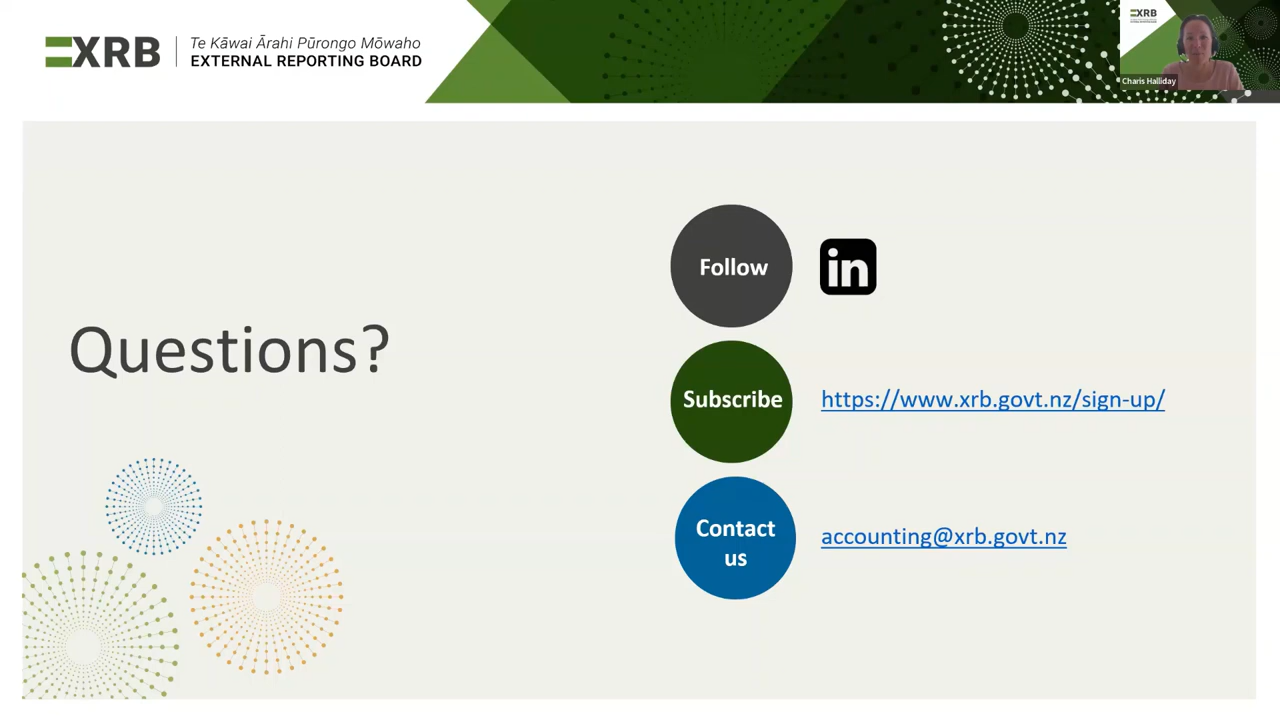 XRB
Te Kāwai Ārahi Pūrongo Mōwaho
EXTERNAL REPORTING BOARD
XRB
Charis Halliday
Questions?
Follow
in
Subscribe
https://www.xrb.govt.nz/sign-up/
Contact
us
accounting@xrb.govt.nz